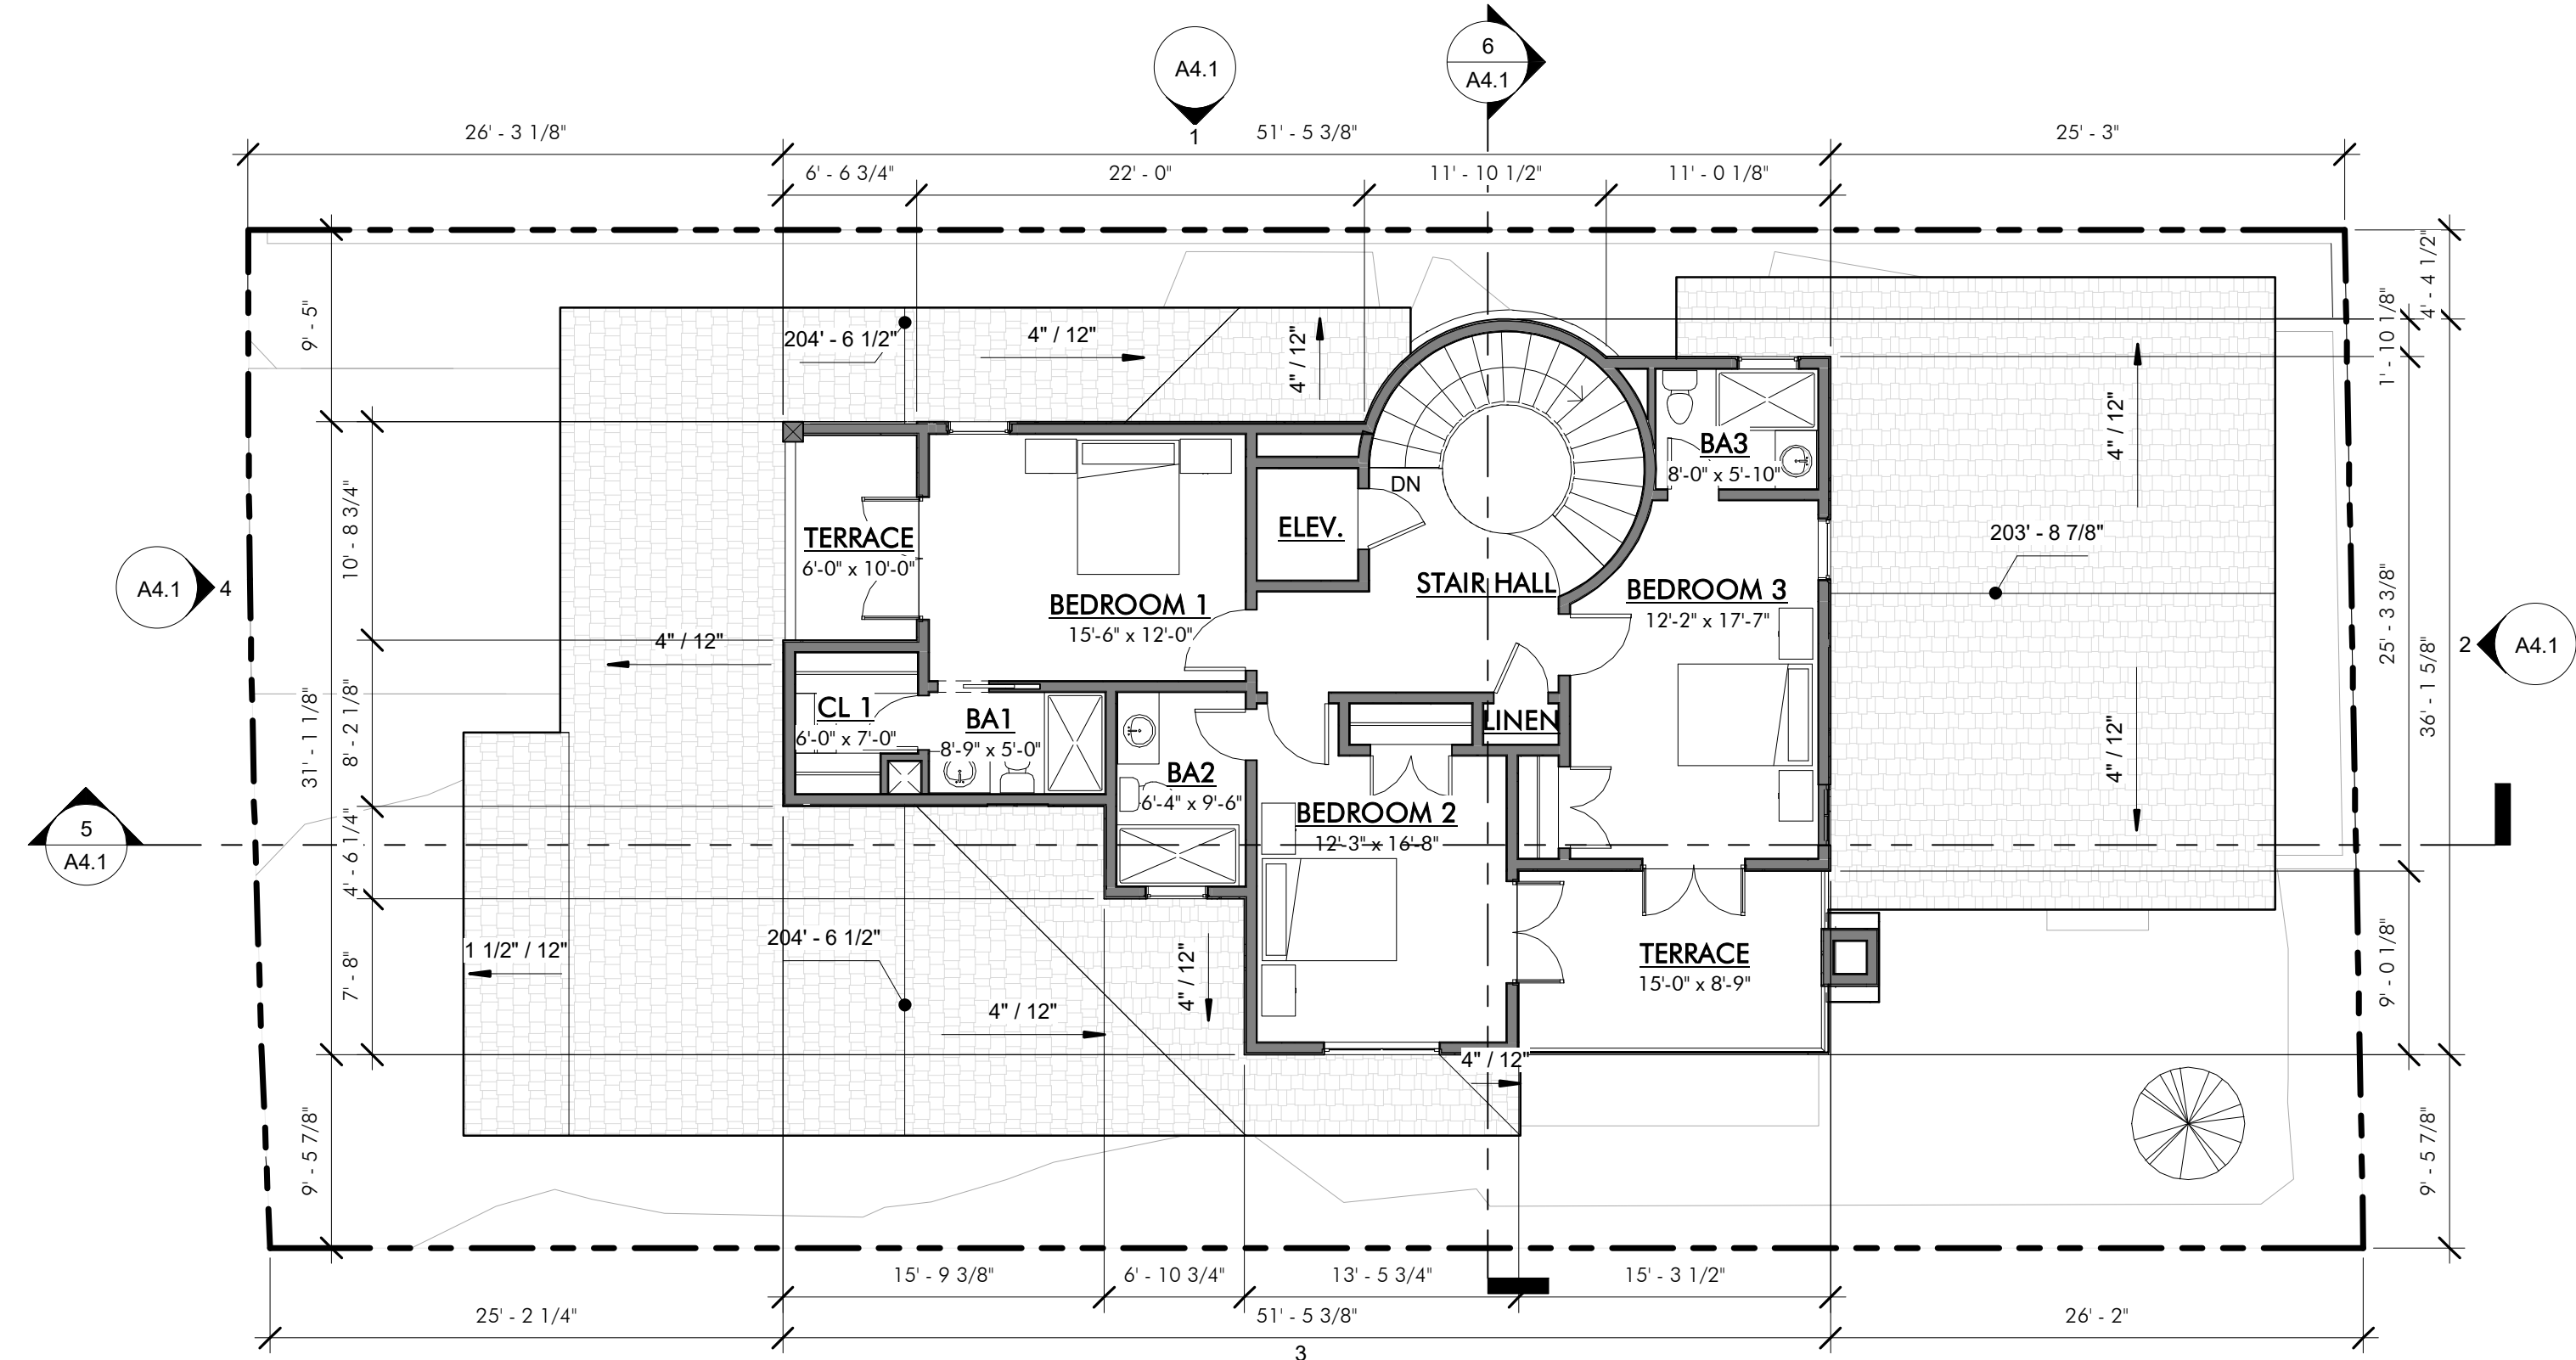 6
A4.1
A4.1
1
26' - 3 1/8"
51' - 5 3/8"
25' - 3"
6' - 6 3/4"
22' - 0"
11' - 10 1/2"
11' - 0 1/8"
4' - 4 1/2"
1' - 10 1/8"
9' - 5"
204' - 6 1/2"
4" / 12"
4" / 12"
4" / 12"
BA3
8'-0" x 5'-10"
DN
ELEV.
10' - 8 3/4"
TERRACE
6'-0" x 10'-0"
203' - 8 7/8"
STAIR HALL
BEDROOM 3
12'-2" x 17'-7"
BEDROOM 1
15'-6" x 12'-0"
A4.1
4
25' - 3 3/8"
36' - 1 5/8"
2
A4.1
4" / 12"
31' - 1 1/8"
8' - 2 1/8"
CL 1
6'-0" x 7'-0"
BA1
8'-9" x 5'-0"
LINEN
4" / 12"
BA2
6'-4" x 9'-6"
BEDROOM 2
12'-3" x 16'-8"
5
A4.1
4' - 6 1/4"
7' - 8"
1 1/2" / 12"
204' - 6 1/2"
4" / 12"
4" / 12"
TERRACE
15'-0" x 8'-9"
9' - 0 1/8"
4" / 12"
9' - 5 7/8"
9' - 5 7/8"
15' - 9 3/8"
6' - 10 3/4"
13' - 5 3/4"
15' - 3 1/2"
25' - 2 1/4"
51' - 5 3/8"
26' - 2"
3